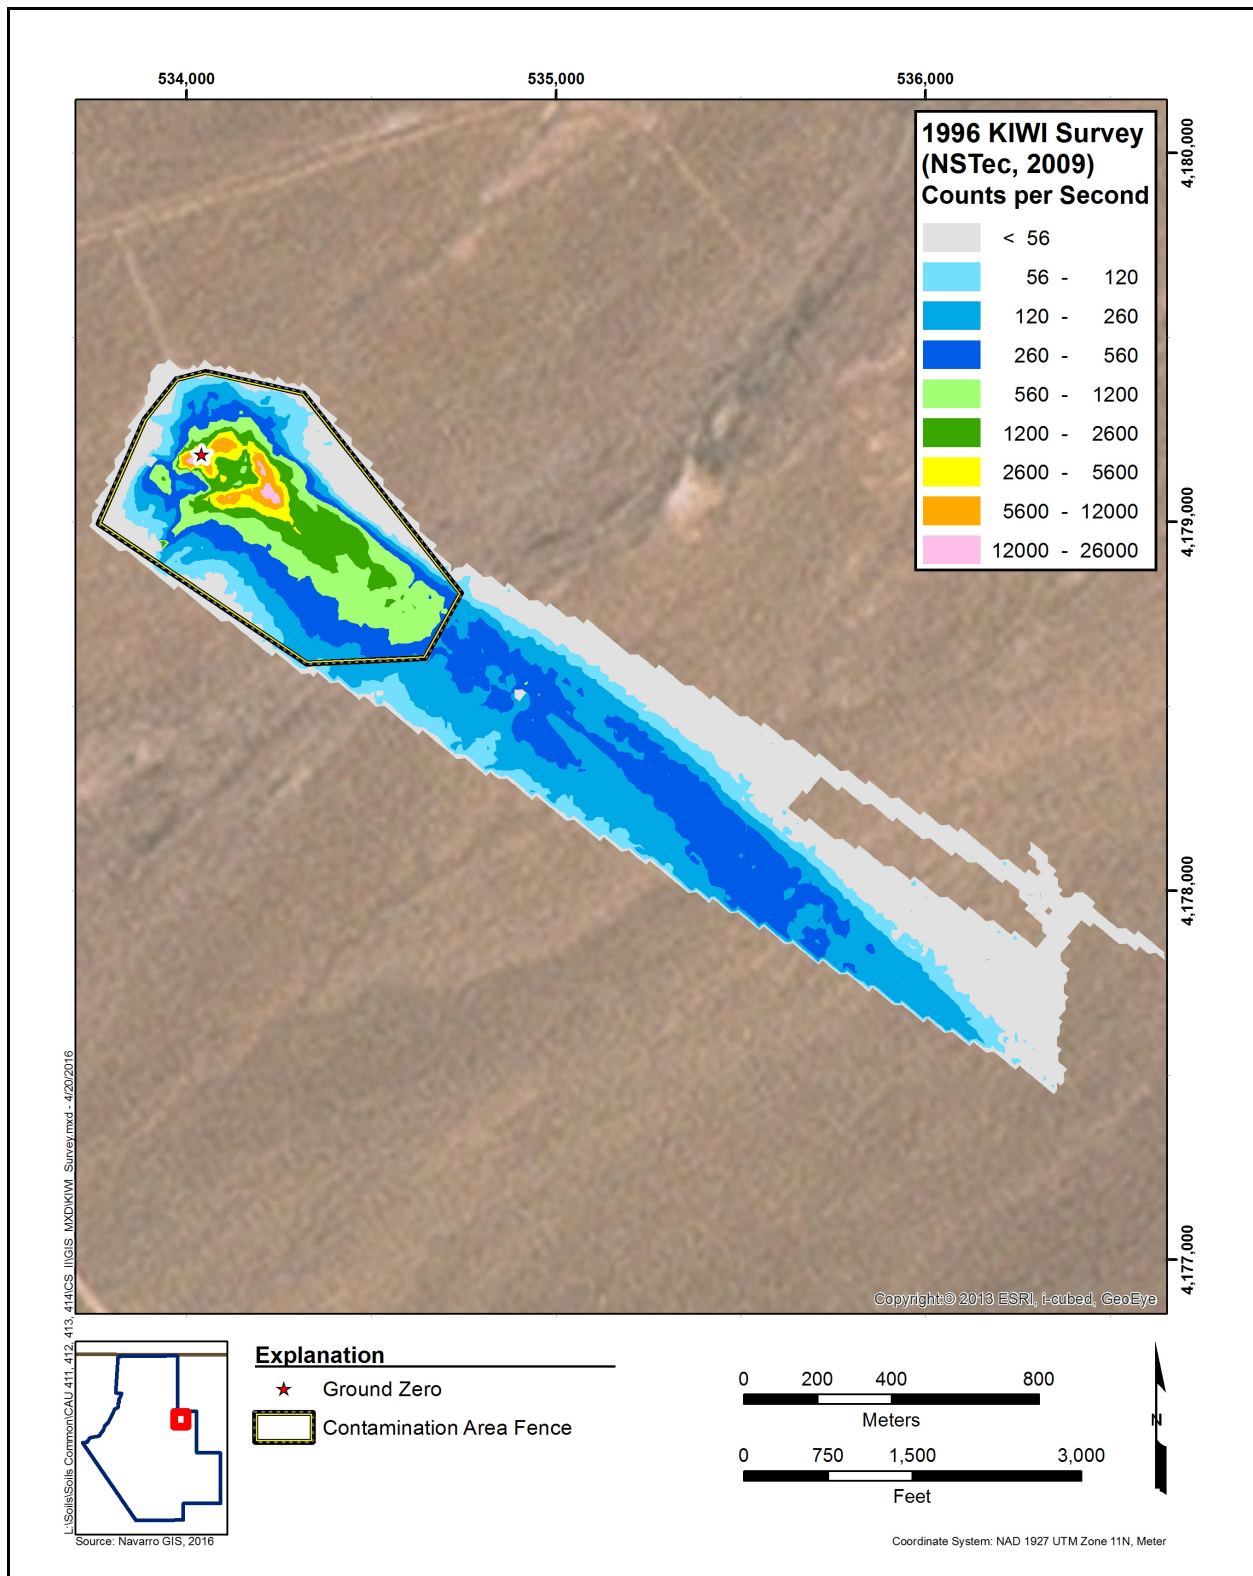 534,000
535,000
536,000
4,180,000
4,179,000
4,178,000
4,177,000
1996 KIWI Survey
(NSTec, 2009)
Counts per Second
< 56
56 - 120
120 - 260
260 - 560
560 - 1200
1200 - 2600
2600 - 5600
5600 - 12000
12000 - 26000
Copyright:© 2013 ESRI, i-cubed, GeoEye
L:\Soils\Soils Common\CAU 411, 412, 413, 414\CS II\GIS MXD\KIWI Survey.mxd - 4/20/2016
Explanation
Ground Zero
Contamination Area Fence
0 200 400 800
Meters
0 750 1,500 3,000
Feet
N
Source: Navarro GIS, 2016
Coordinate System: NAD 1927 UTM Zone 11N, Meter